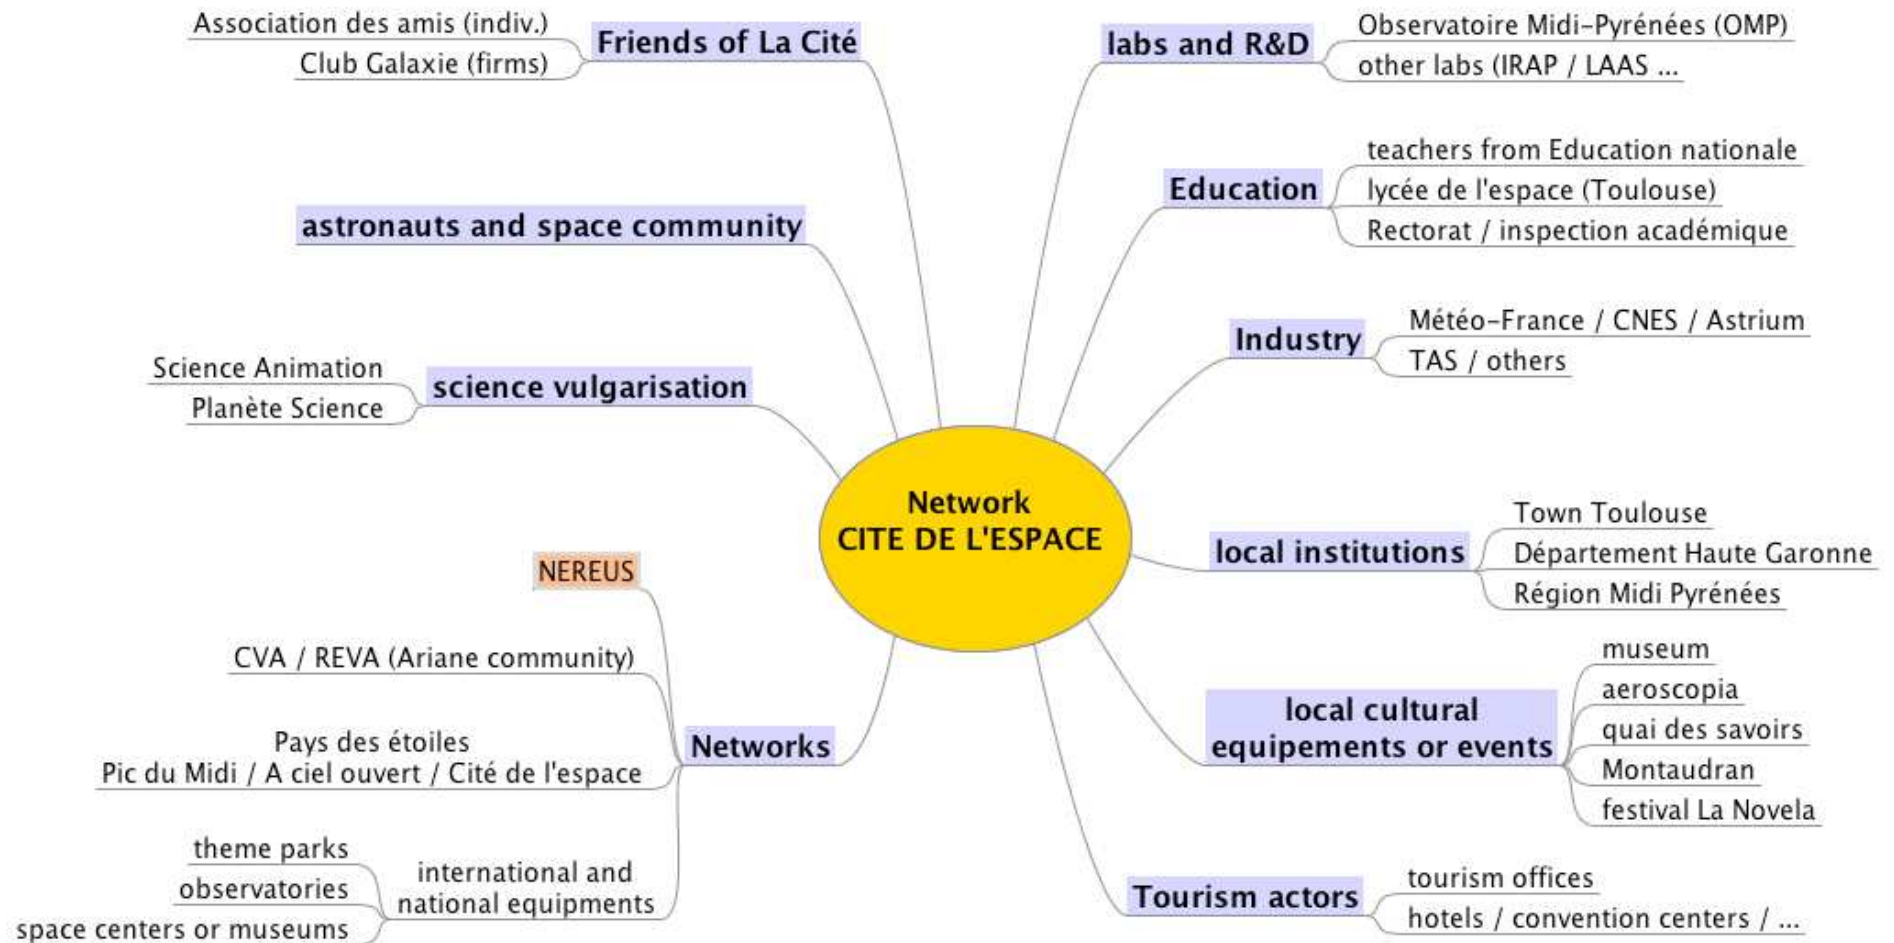 Network
CITE DE L'ESPACE
Friends of La Cité
Association des amis (indiv.)
Club Galaxie (firms)
astronauts and space community
science vulgarisation
Science Animation
Planète Science
Networks
NEREUS
CVA / REVA (Ariane community)
Pays des étoiles
Pic du Midi / A ciel ouvert / Cité de l'espace
international and
national equipments
theme parks
observatories
space centers or museums
labs and R&D
Observatoire Midi-Pyrénées (OMP)
other labs (IRAP / LAAS ...
Education
teachers from Education nationale
lycée de l'espace (Toulouse)
Rectorat / inspection académique
Industry
Météo-France / CNES / Astrium
TAS / others
local institutions
Town Toulouse
Département Haute Garonne
Région Midi Pyrénées
local cultural
equipements or events
museum
aeroscopia
quai des savoirs
Montaudran
festival La Novela
Tourism actors
tourism offices
hotels / convention centers / ...